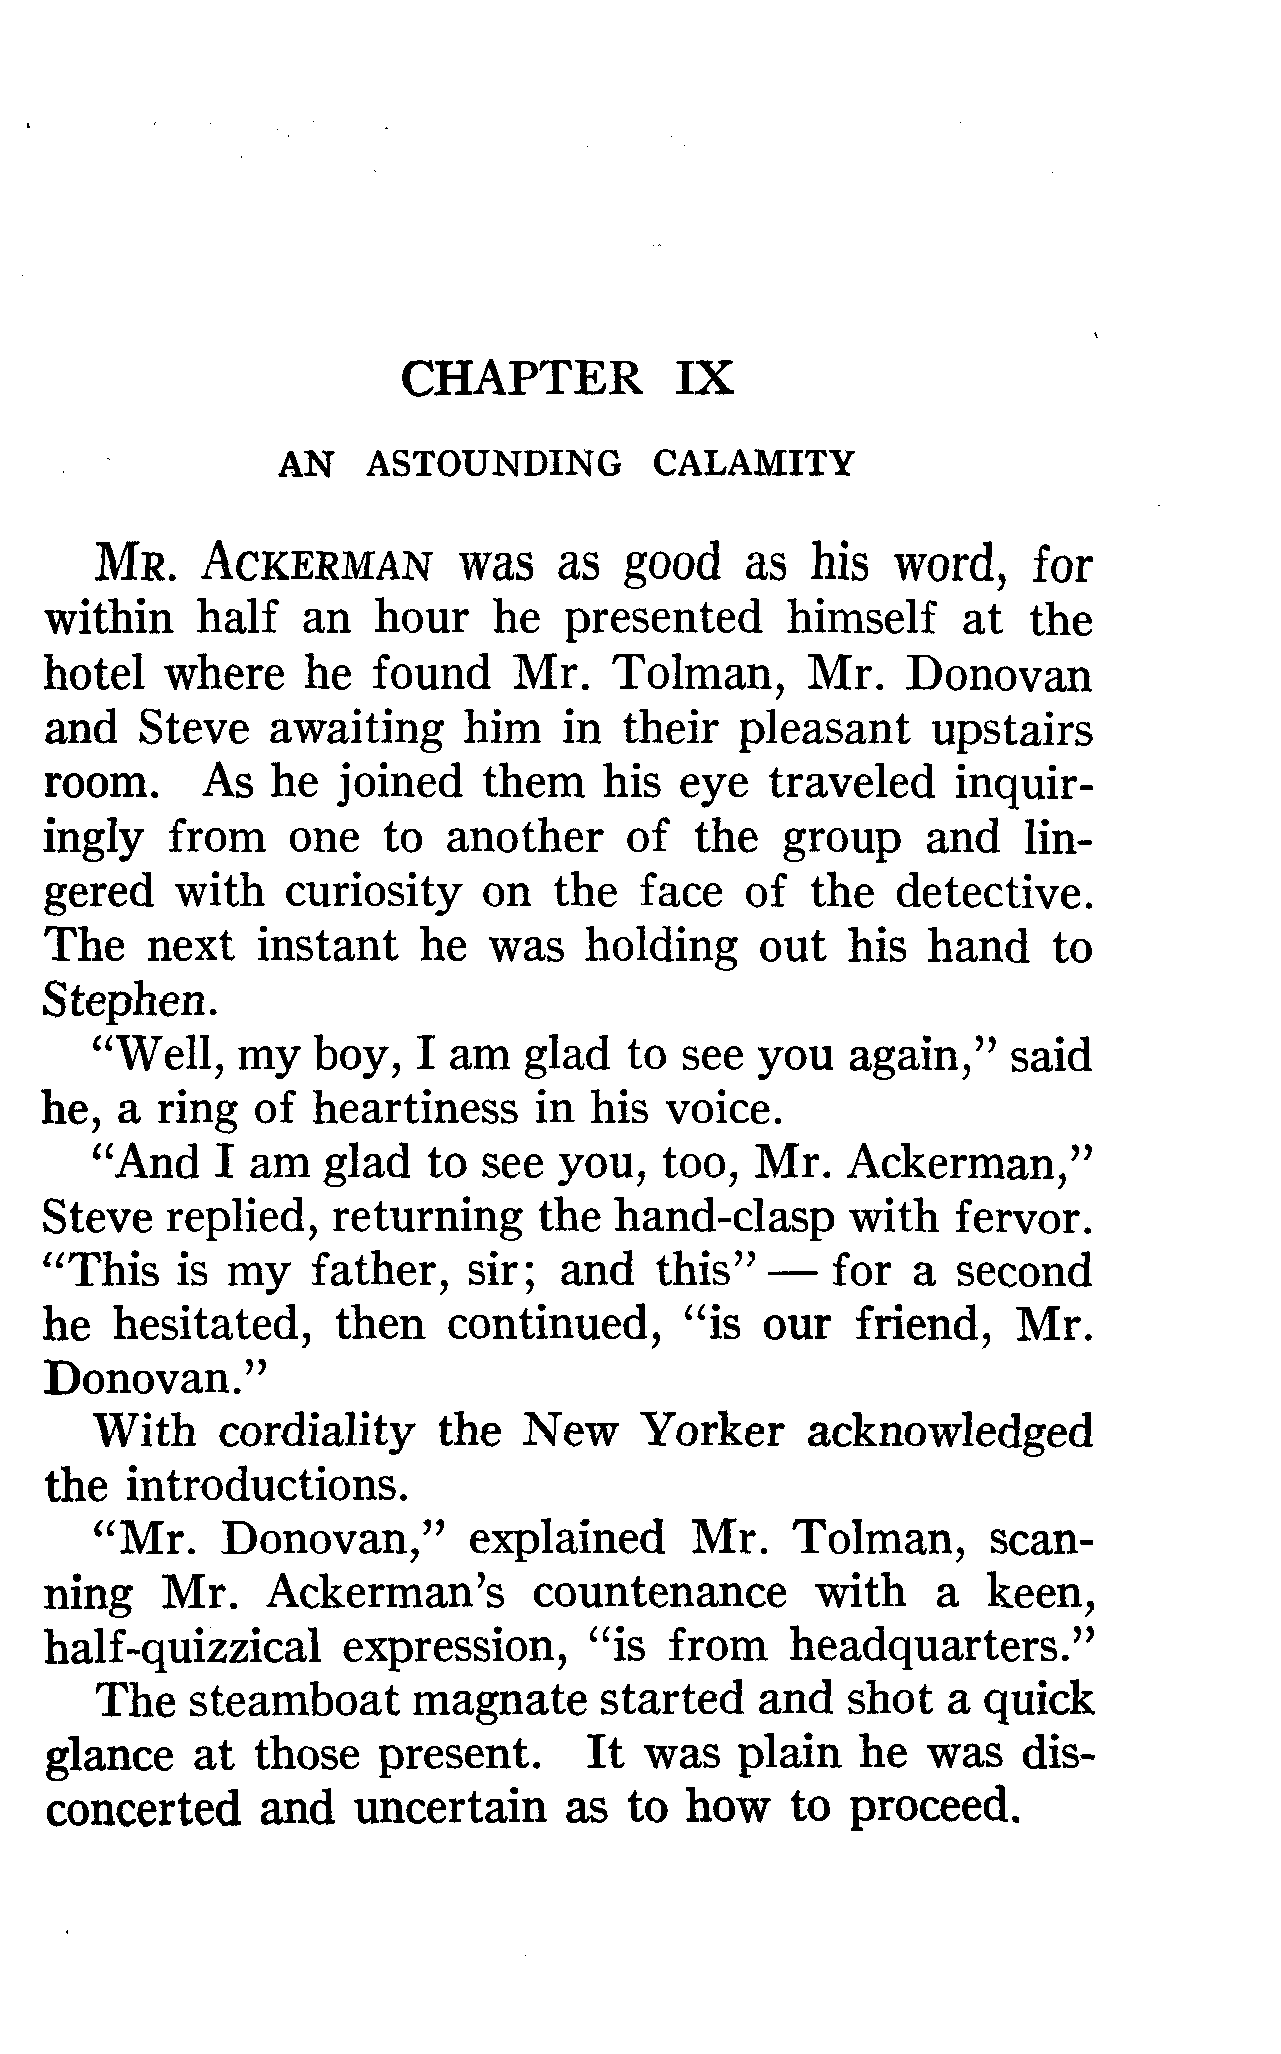 CHAPTER IX
AN ASTOUNDING CALAMITY
MR. ACKERMAN was as good as his word, for
within half an hour he presented himself at the
hotel where he found Mr. Tolman, Mr. Donovan
and Steve awaiting him in their pleasant upstairs
room. As he joined them his eye traveled inquir-
ingly from one to another of the group and lin-
gered with curiosity on the face of the detective.
The next instant he was holding out his hand to
Stephen.
“Well, my boy, I am glad to see you again,” said
he, a ring of heartiness in his voice.
“And I am glad to see you, too, Mr. Ackerman,”
Steve replied, returning the hand-clasp with fervor.
“This is my father, sir; and this” — for a second
he hesitated, then continued, “is our friend, Mr.
Donovan.”
With cordiality the New Yorker acknowledged
the introductions.
“Mr. Donovan,” explained Mr. Tolman, scan-
ning Mr. Ackerman's countenance with a keen,
half-quizzical expression, “is from headquarters.”
The steamboat magnate started and shot a quick
glance at those present. It was plain he was dis-
concerted and uncertain as to how to proceed.